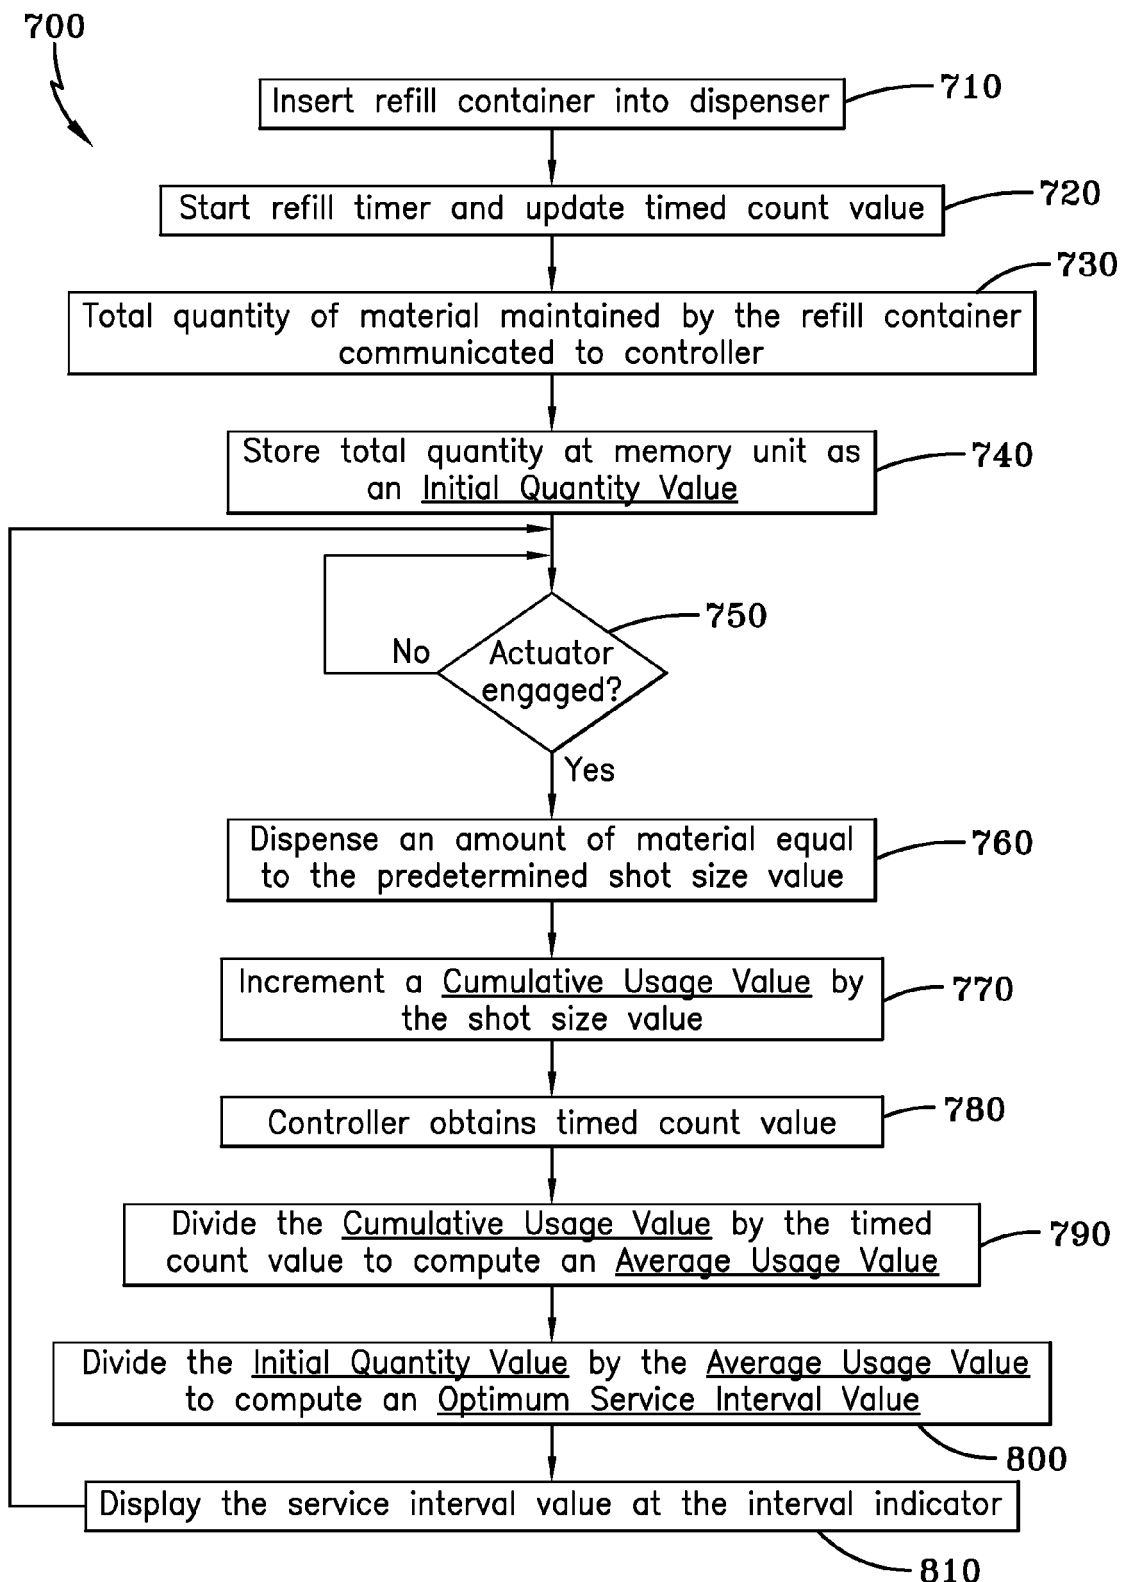 700
Insert refill container into dispenser
710
Start refill timer and update timed count value
720
730
Total quantity of material maintained by the refill container
communicated to controller
Store total quantity at memory unit as
an Initial Quantity Value
740
750
No
Actuator
engaged?
Yes
Dispense an amount of material equal
to the predetermined shot size value
760
Increment a Cumulative Usage Value by
the shot size value
770
Controller obtains timed count value
780
Divide the Cumulative Usage Value by the timed
count value to compute an Average Usage Value
790
Divide the Initial Quantity Value by the Average Usage Value
to compute an Optimum Service Interval Value
800
Display the service interval value at the interval indicator
810